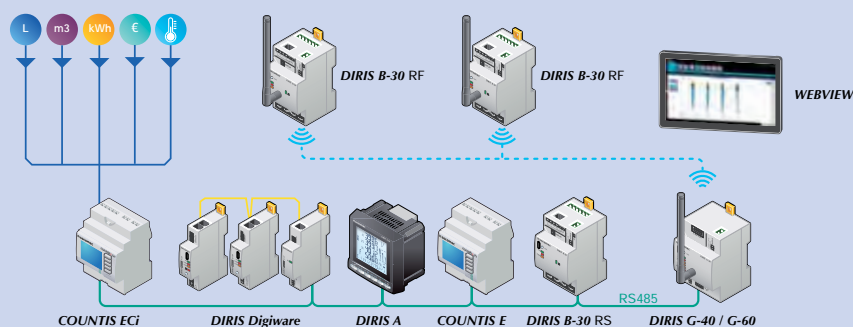 L m3 kWh €
DIRIS B-30 RF
DIRIS B-30 RF
WEBVIEW
RS485
COUNTIS ECi
DIRIS Digiware
DIRIS A
COUNTIS E
DIRIS B-30 RS
DIRIS G-40 / G-60